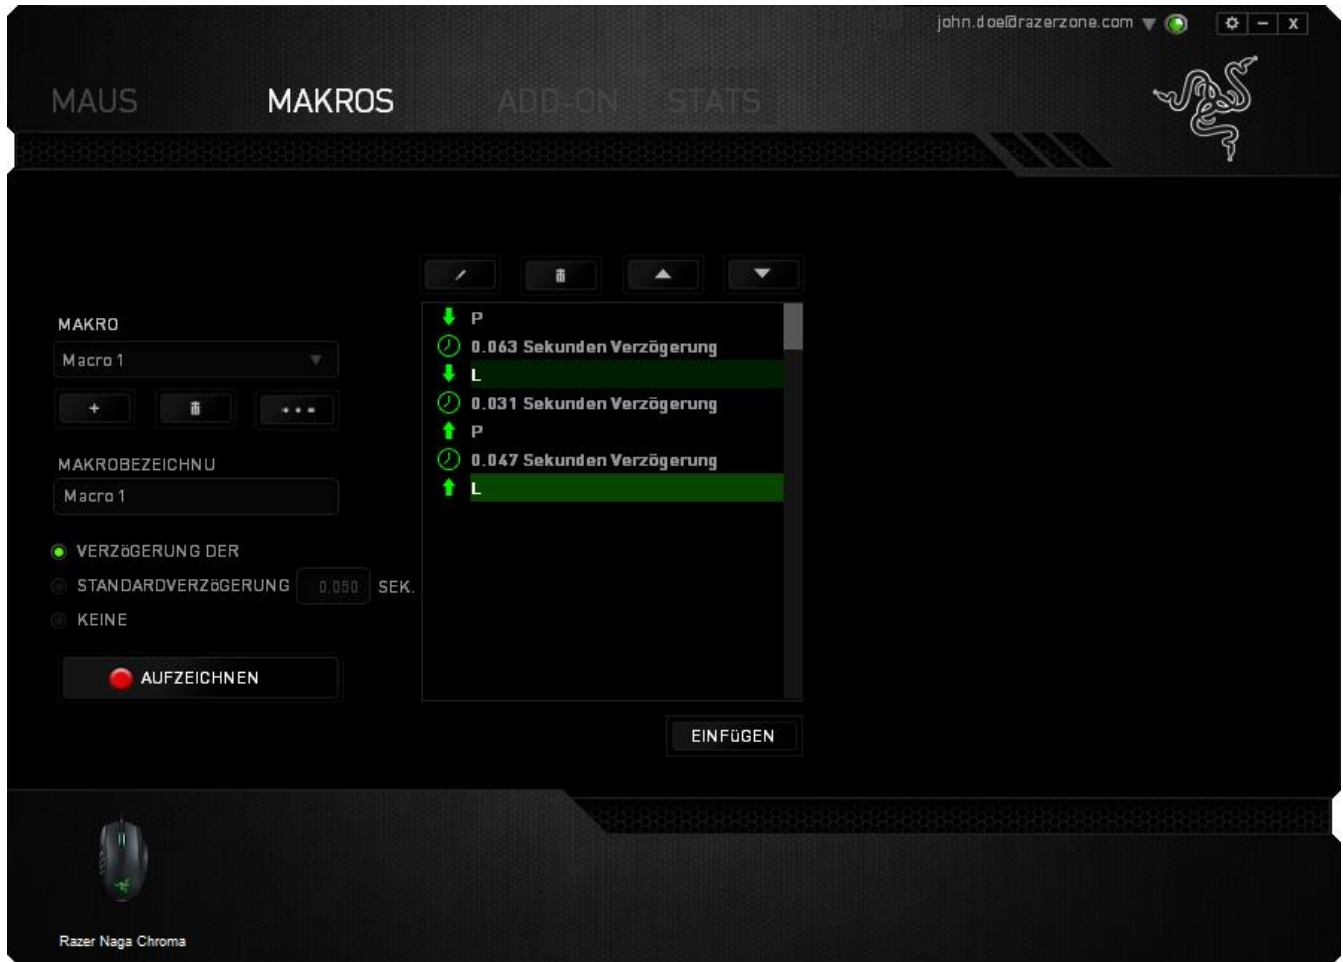 john.doe@razerzone.com
X
MAUS MAKROS ADD-ON STATS
MAKRO
Macro 1
MAKROBEZEICHNU
Macro 1
VERZÖGERUNG DER
STANDARDVERZÖGERUNG 0.050 SEK.
KEINE
AUFZEICHNEN
P
0.063 Sekunden Verzögerung
L
0.031 Sekunden Verzögerung
P
0.047 Sekunden Verzögerung
L
EINFÜGEN
Razer Naga Chroma